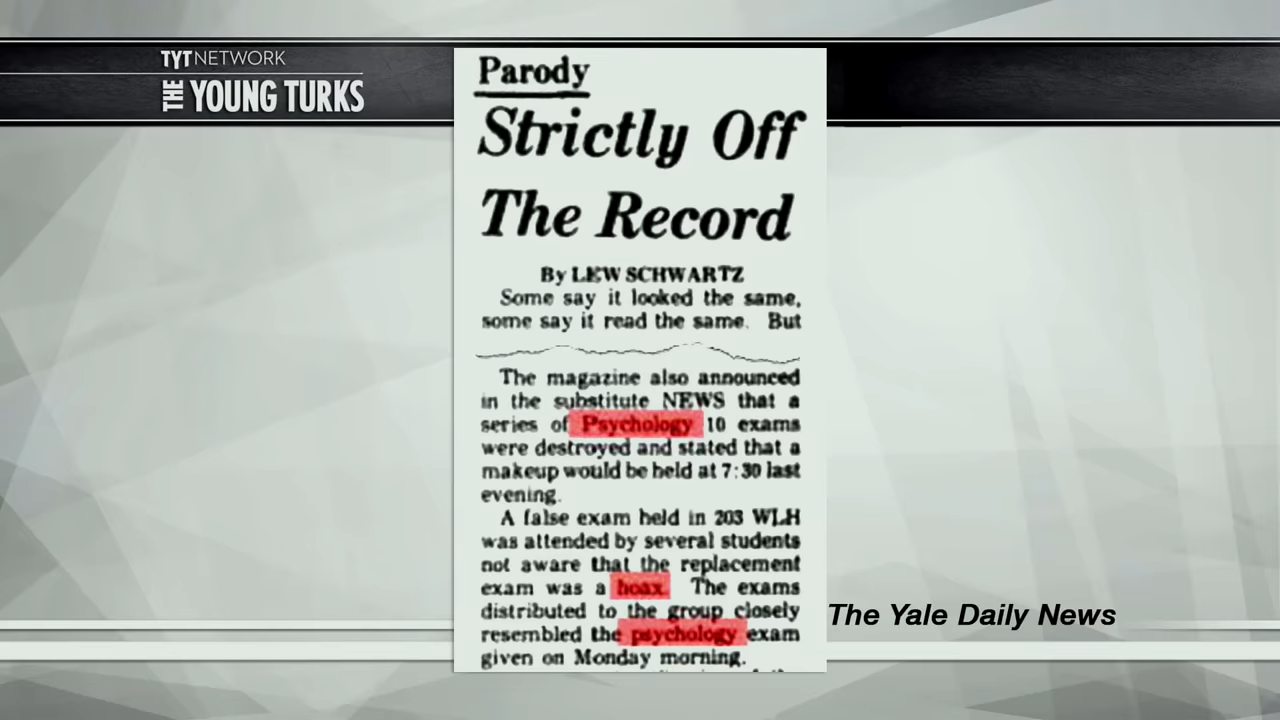 TYT NETWORK
THE YOUNG TURKS
Parody
Strictly Off
The Record
By LEW SCHWARTZ
Some say it looked the same,
some say it read the same. But
The magazine also announced
in the substitute NEWS that a
series of Psychology 10 exams
were destroyed and stated that a
makeup would be held at 7:30 last
evening.
A false exam held in 203 WLH
was attended by several students
not aware that the replacement
exam was a hoax. The exams
distributed to the group closely
resembled the psychology exam
given on Monday morning.
The Yale Daily News